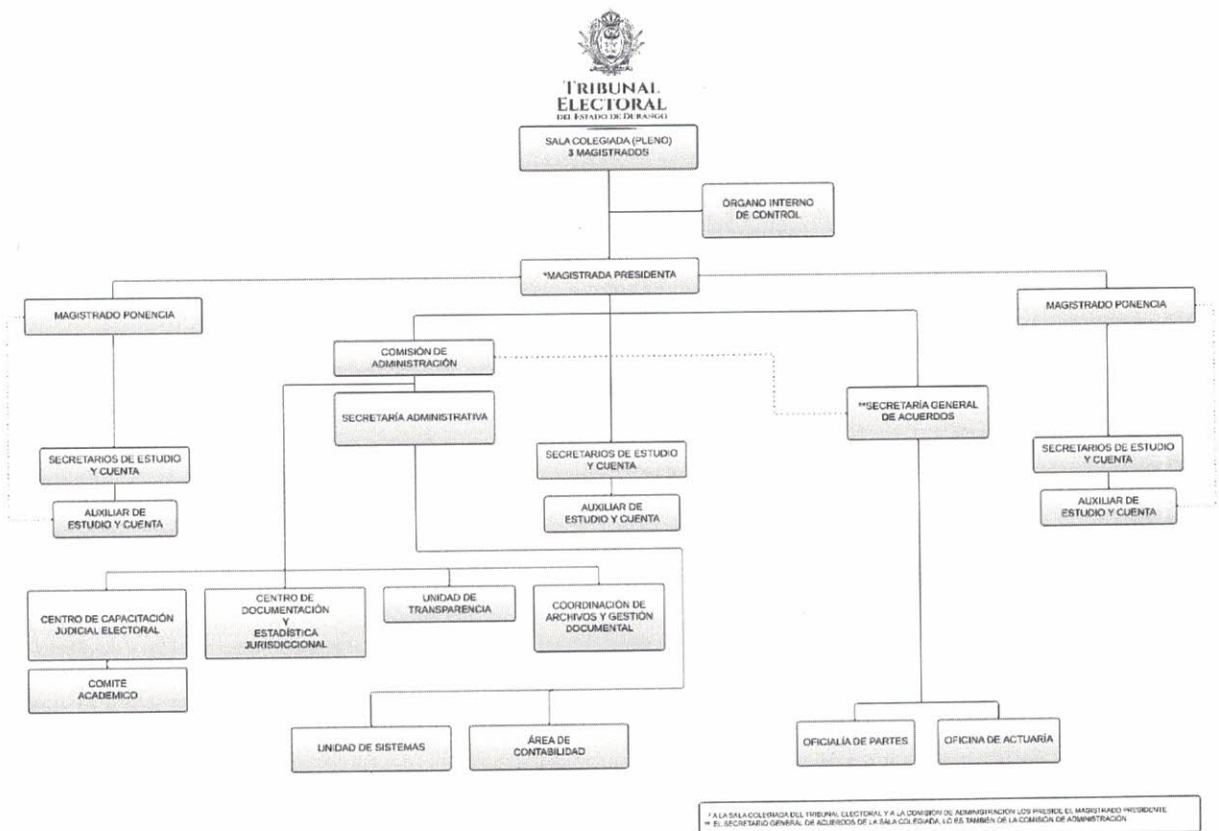 TRIBUNAL
ELECTORAL
DEL ESTADO DE DURANGO
SALA COLEGIADA (PLENO)
3 MAGISTRADOS
ÓRGANO INTERNO
DE CONTROL
*MAGISTRADA PRESIDENTA
MAGISTRADO PONENCIA
MAGISTRADO PONENCIA
COMISIÓN DE
ADMINISTRACIÓN
SECRETARÍA ADMINISTRATIVA
**SECRETARÍA GENERAL
DE ACUERDOS
SECRETARIOS DE ESTUDIO
Y CUENTA
SECRETARIOS DE ESTUDIO
Y CUENTA
SECRETARIOS DE ESTUDIO
Y CUENTA
AUXILIAR DE
ESTUDIO Y CUENTA
AUXILIAR DE
ESTUDIO Y CUENTA
AUXILIAR DE
ESTUDIO Y CUENTA
CENTRO DE CAPACITACIÓN
JUDICIAL ELECTORAL
CENTRO DE
DOCUMENTACIÓN
Y
ESTADÍSTICA
JURISDICCIONAL
UNIDAD DE
TRANSPARENCIA
COORDINACIÓN DE
ARCHIVOS Y GESTIÓN
DOCUMENTAL
COMITÉ
ACADEMICO
UNIDAD DE SISTEMAS
ÁREA DE
CONTABILIDAD
OFICIALÍA DE PARTES
OFICINA DE ACTUARÍA
* A LA SALA COLEGIADA DEL TRIBUNAL ELECTORAL Y A LA COMISIÓN DE ADMINISTRACIÓN LOS PRESIDE EL MAGISTRADO PRESIDENTE
** EL SECRETARIO GENERAL DE ACUERDOS DE LA SALA COLEGIADA, LO ES TAMBIÉN DE LA COMISIÓN DE ADMINISTRACIÓN